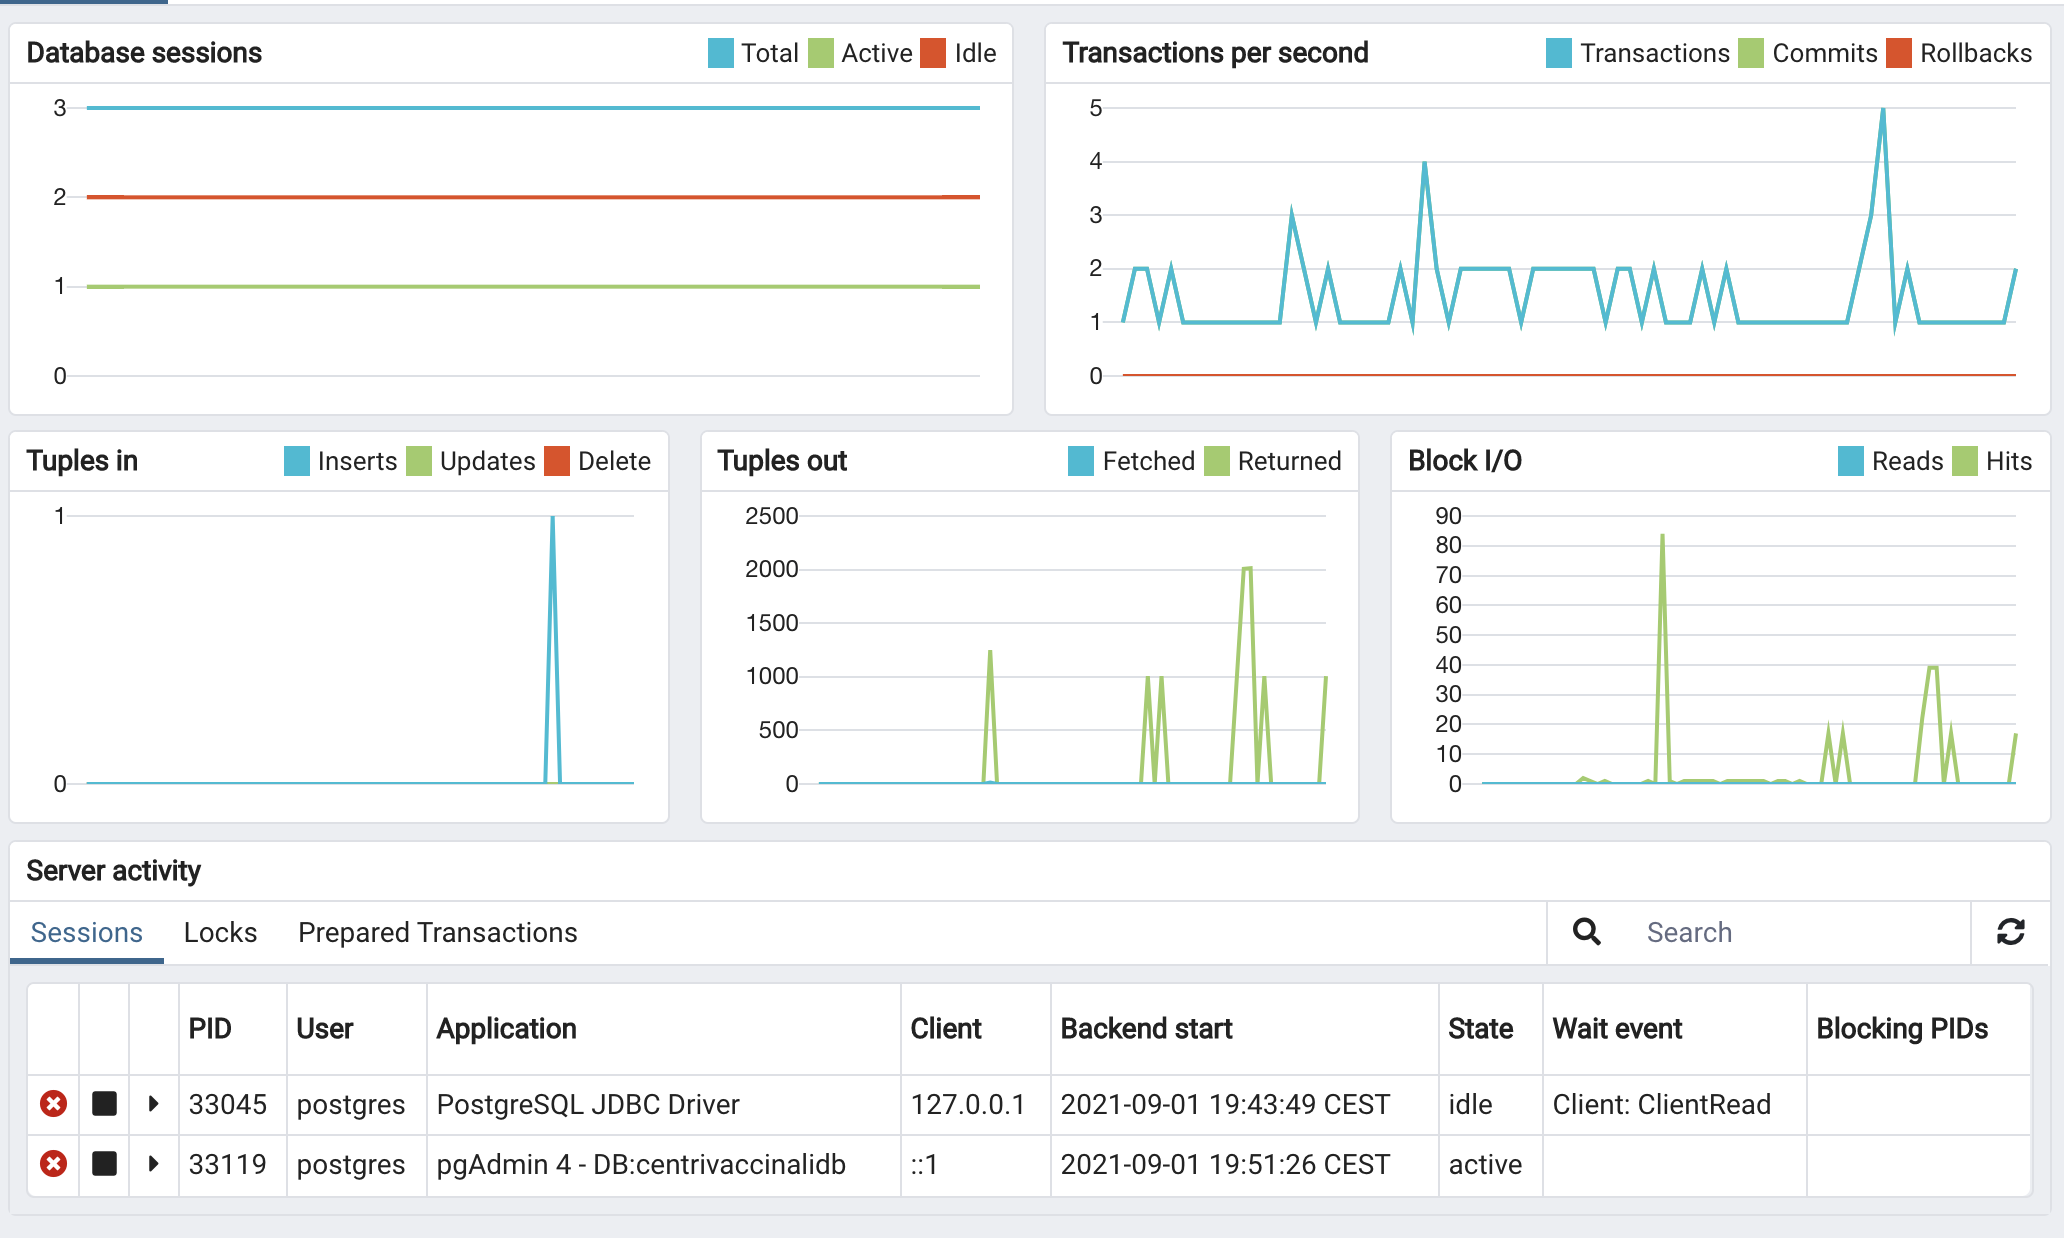 Database sessions
Total Active Idle
3
2
1
0
Transactions per second
Transactions Commits Rollbacks
5
4
3
2
1
0
Tuples in
Inserts Updates Delete
1
0
Tuples out
Fetched Returned
2500
2000
1500
1000
500
0
Block I/O
Reads Hits
90
80
70
60
50
40
30
20
10
0
Server activity
Sessions Locks Prepared Transactions Search
PID User Application Client Backend start State Wait event Blocking PIDs
33045 postgres PostgreSQL JDBC Driver 127.0.0.1 2021-09-01 19:43:49 CEST idle Client: ClientRead
33119 postgres pgAdmin 4 - DB:centrivaccinalidb ::1 2021-09-01 19:51:26 CEST active